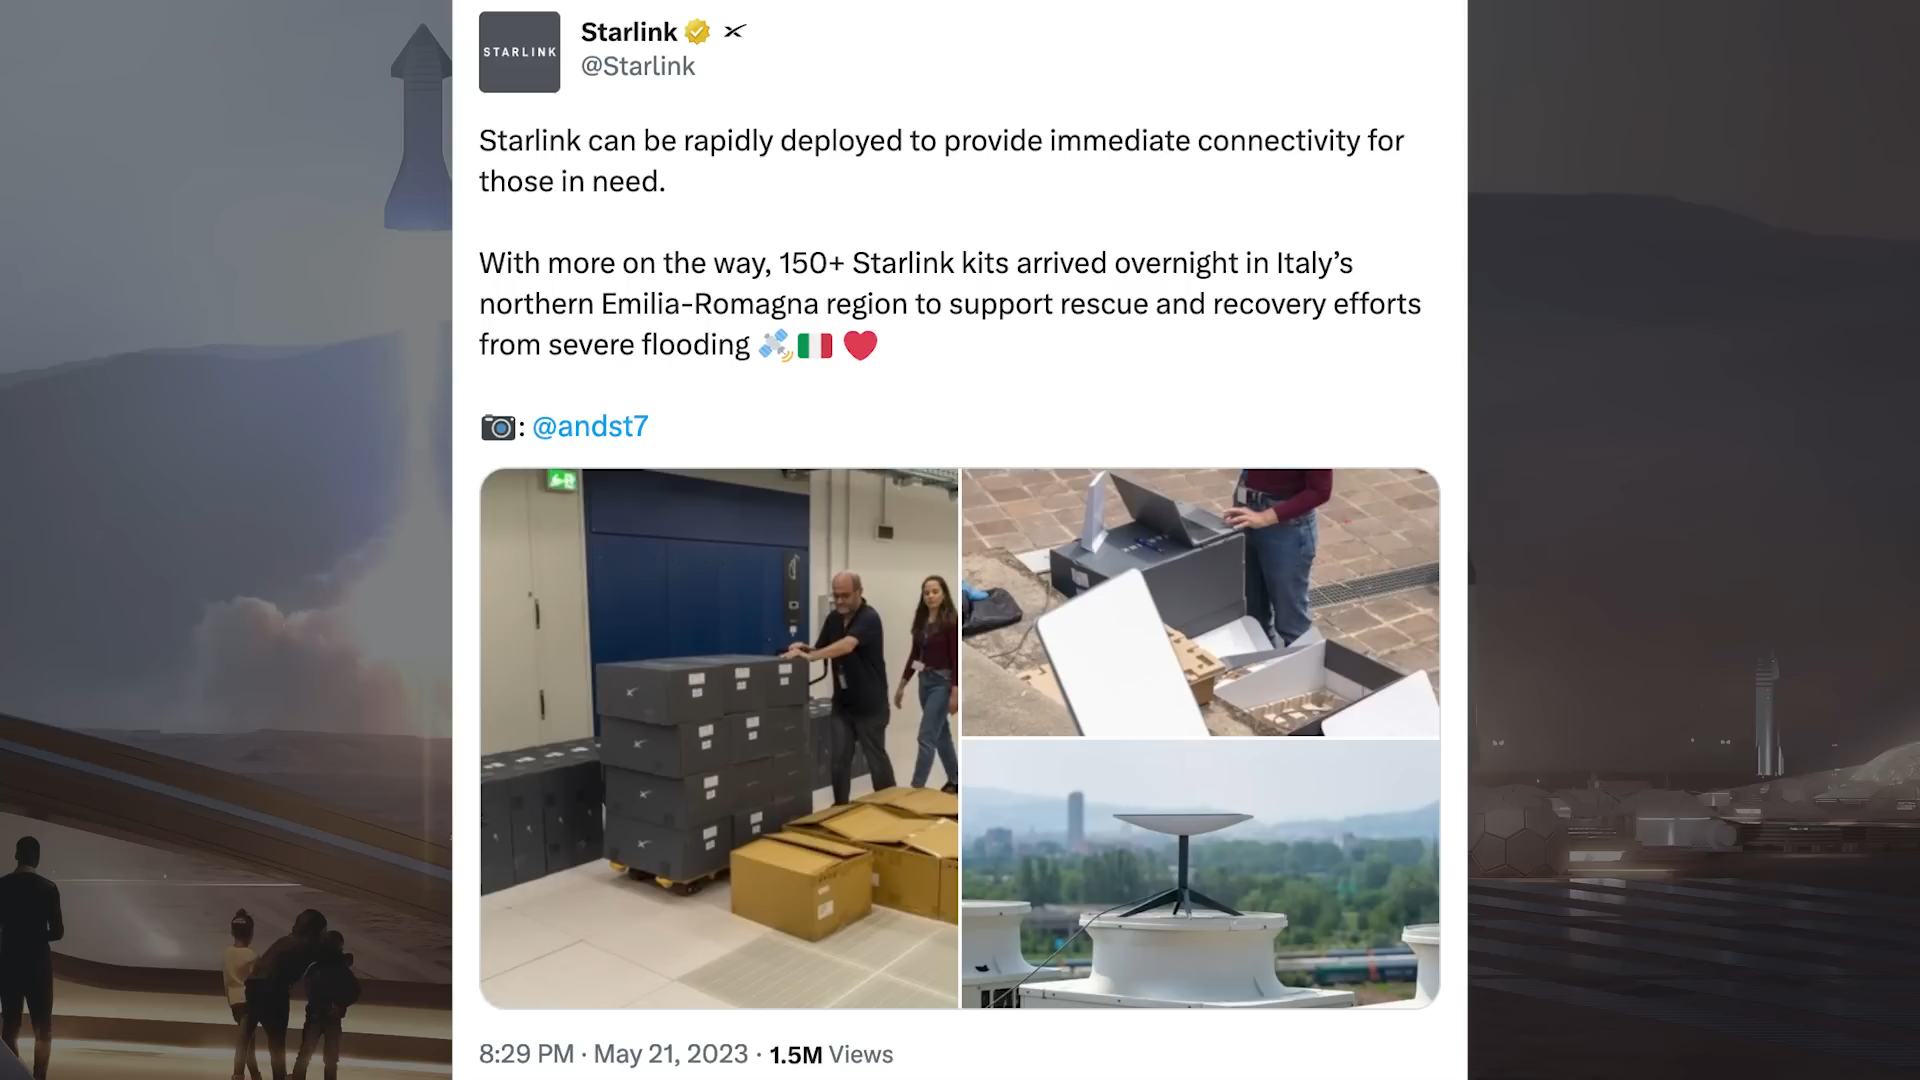 STARLINK
Starlink
@Starlink
Starlink can be rapidly deployed to provide immediate connectivity for
those in need.
With more on the way, 150+ Starlink kits arrived overnight in Italy’s
northern Emilia-Romagna region to support rescue and recovery efforts
from severe flooding 🛰️🇮🇹❤️
📷: @andst7
8:29 PM · May 21, 2023 · 1.5M Views